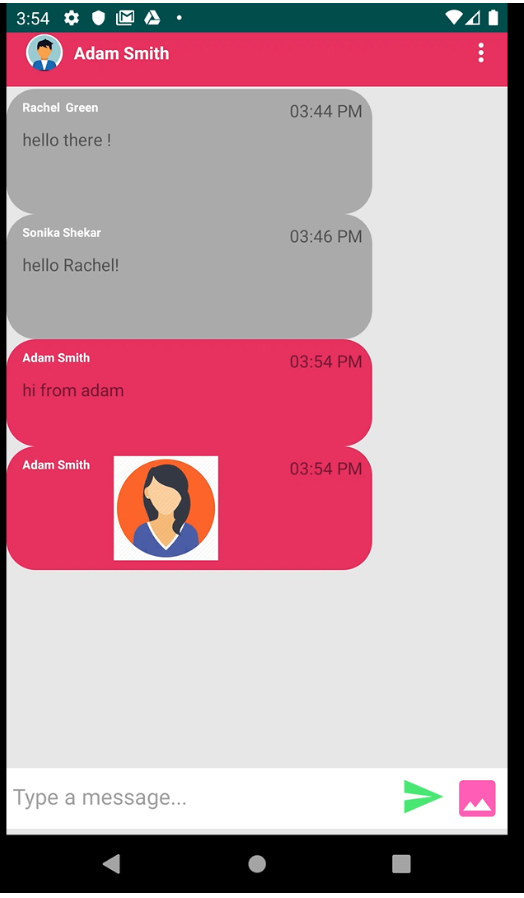 3:54
Adam Smith
Rachel  Green
03:44 PM
hello there !
Sonika Shekar
03:46 PM
hello Rachel!
Adam Smith
03:54 PM
hi from adam
Adam Smith
03:54 PM
Type a message...